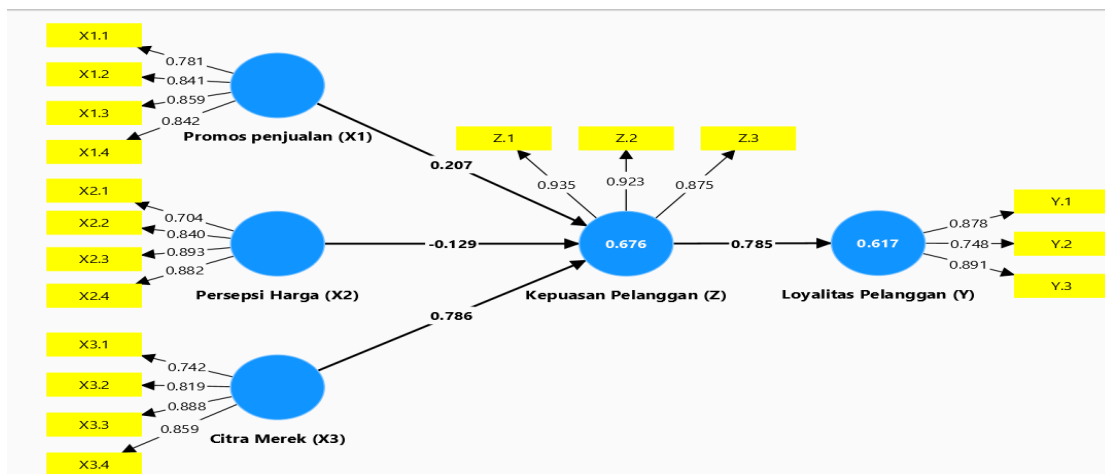 X1.1
0.781
X1.2
0.841
X1.3
0.859
0.842
X1.4
Promos penjualan (X1)
0.207
X2.1
0.704
X2.2
0.840
X2.3
0.893
0.882
X2.4
Persepsi Harga (X2)
-0.129
X3.1
0.742
X3.2
0.819
X3.3
0.888
0.859
X3.4
Citra Merek (X3)
0.786
Z.1
Z.2
Z.3
0.935
0.923
0.875
0.676
Kepuasan Pelanggan (Z)
0.785
0.617
Loyalitas Pelanggan (Y)
Y.1
0.878
Y.2
0.748
0.891
Y.3